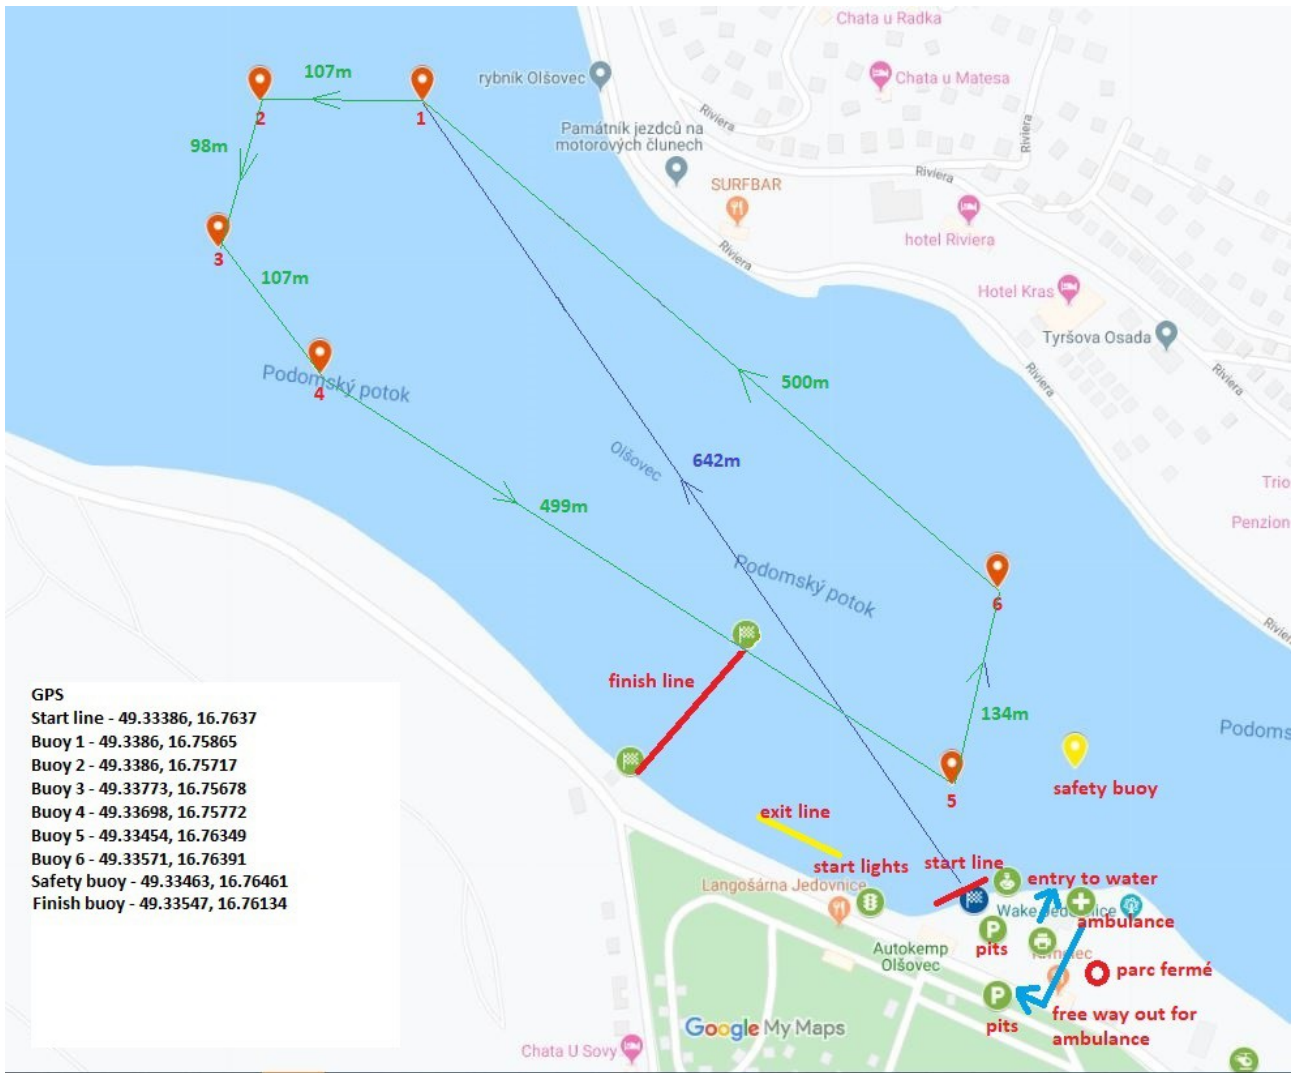 Chata u Radka
107m
rybník Olšovec
Chata u Matesa
2
1
Riviera
Památník jezdců na
motorových člunech
Riviera
98m
Riviera
SURFBAR
hotel Riviera
3
Riviera
107m
Hotel Kras
Tyršova Osada
Podomský potok
4
500m
Riviera
Riviera
Olšovec
642m
Trio
499m
Penzion
Podomský potok
6
Riviera
finish line
GPS
Start line - 49.33386, 16.7637
Buoy 1 - 49.3386, 16.75865
Buoy 2 - 49.3386, 16.75717
Buoy 3 - 49.33773, 16.75678
Buoy 4 - 49.33698, 16.75772
Buoy 5 - 49.33454, 16.76349
Buoy 6 - 49.33571, 16.76391
Safety buoy - 49.33463, 16.76461
Finish buoy - 49.33547, 16.76134
134m
Podoms
5
safety buoy
exit line
start lights
start line
entry to water
Langošárna Jedovnice
Wake
ambulance
P
pits
Autokemp
Olšovec
parc fermé
P
pits
free way out for
ambulance
Google My Maps
Chata U Sovy